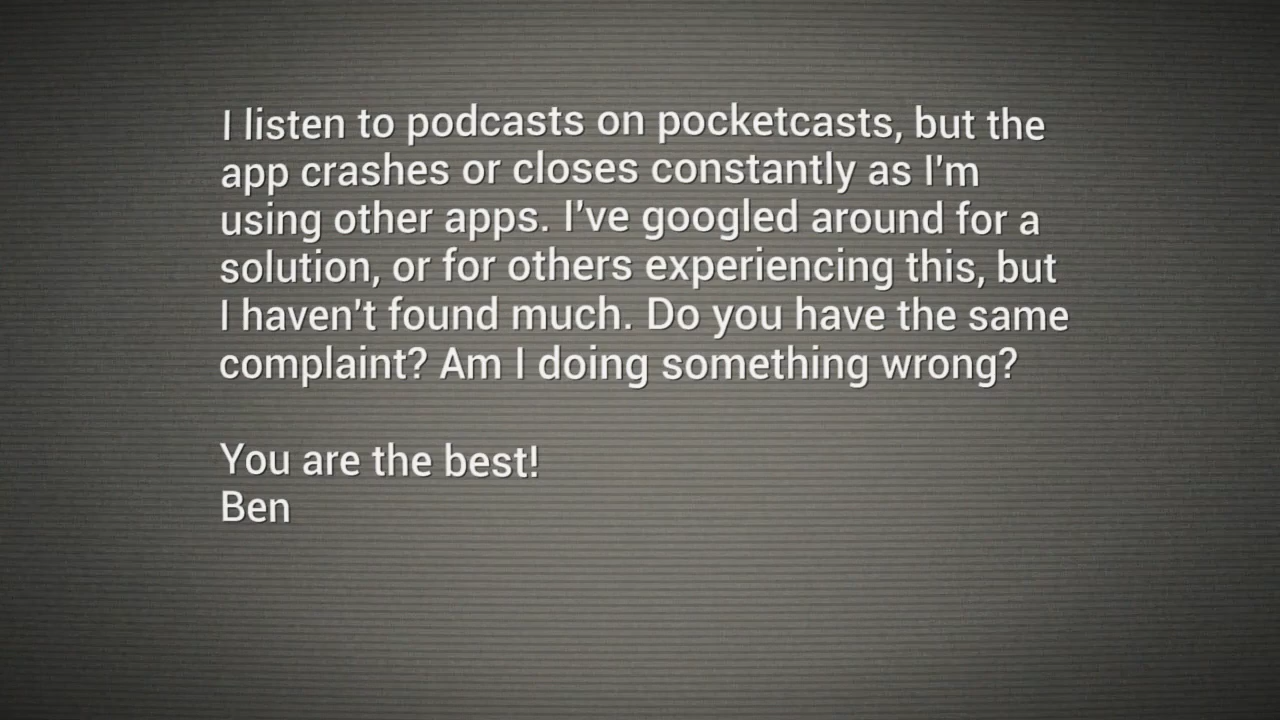 I listen to podcasts on pocketcasts, but the
app crashes or closes constantly as I'm
using other apps. I've googled around for a
solution, or for others experiencing this, but
I haven't found much. Do you have the same
complaint? Am I doing something wrong?
You are the best!
Ben